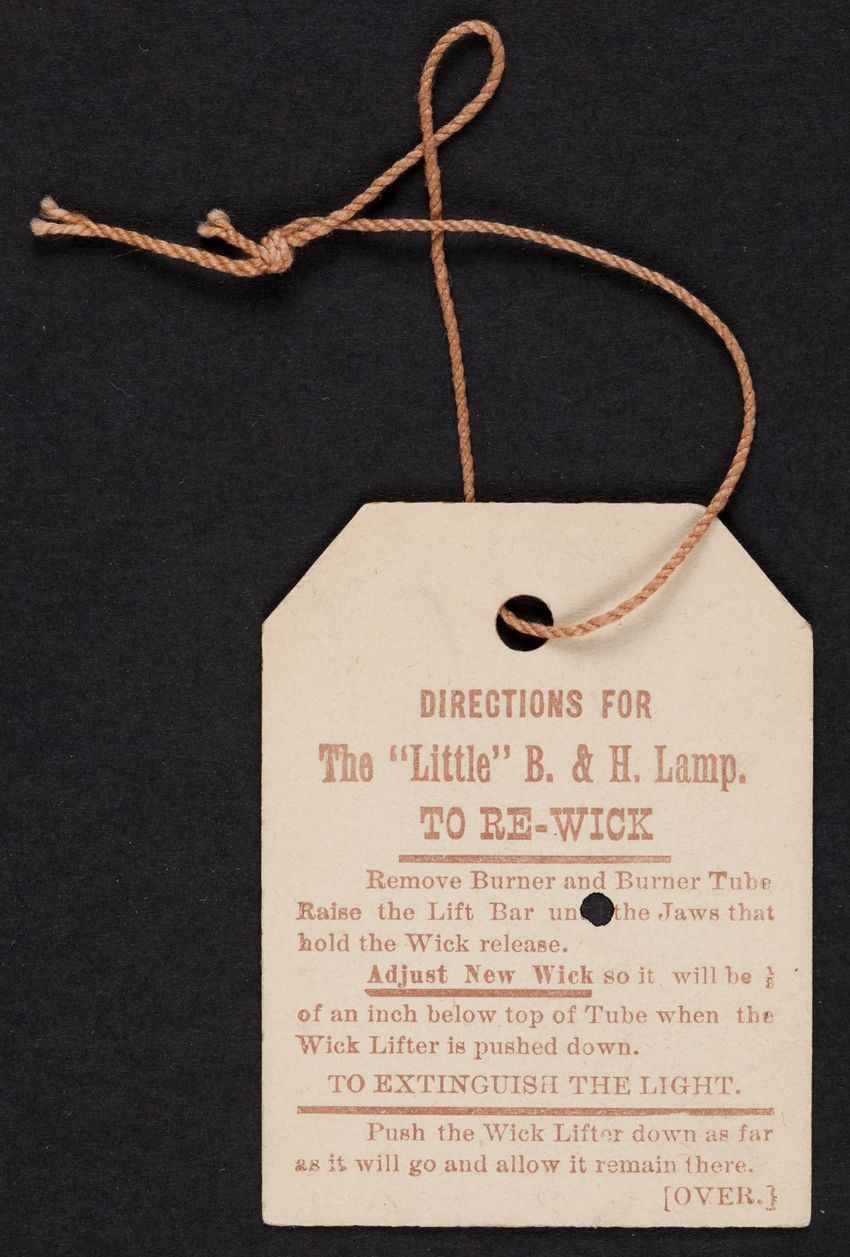 DIRECTIONS FOR
The "Little" B. & H. Lamp.
TO RE-WICK
Remove Burner and Burner Tube
Raise the Lift Bar un the Jaws that
hold the Wick release.
Adjust New Wick so it will be ⅛
of an inch below top of Tube when the
Wick Lifter is pushed down.
TO EXTINGUISH THE LIGHT.
Push the Wick Lifter down as far
as it will go and allow it remain there.
[OVER.]